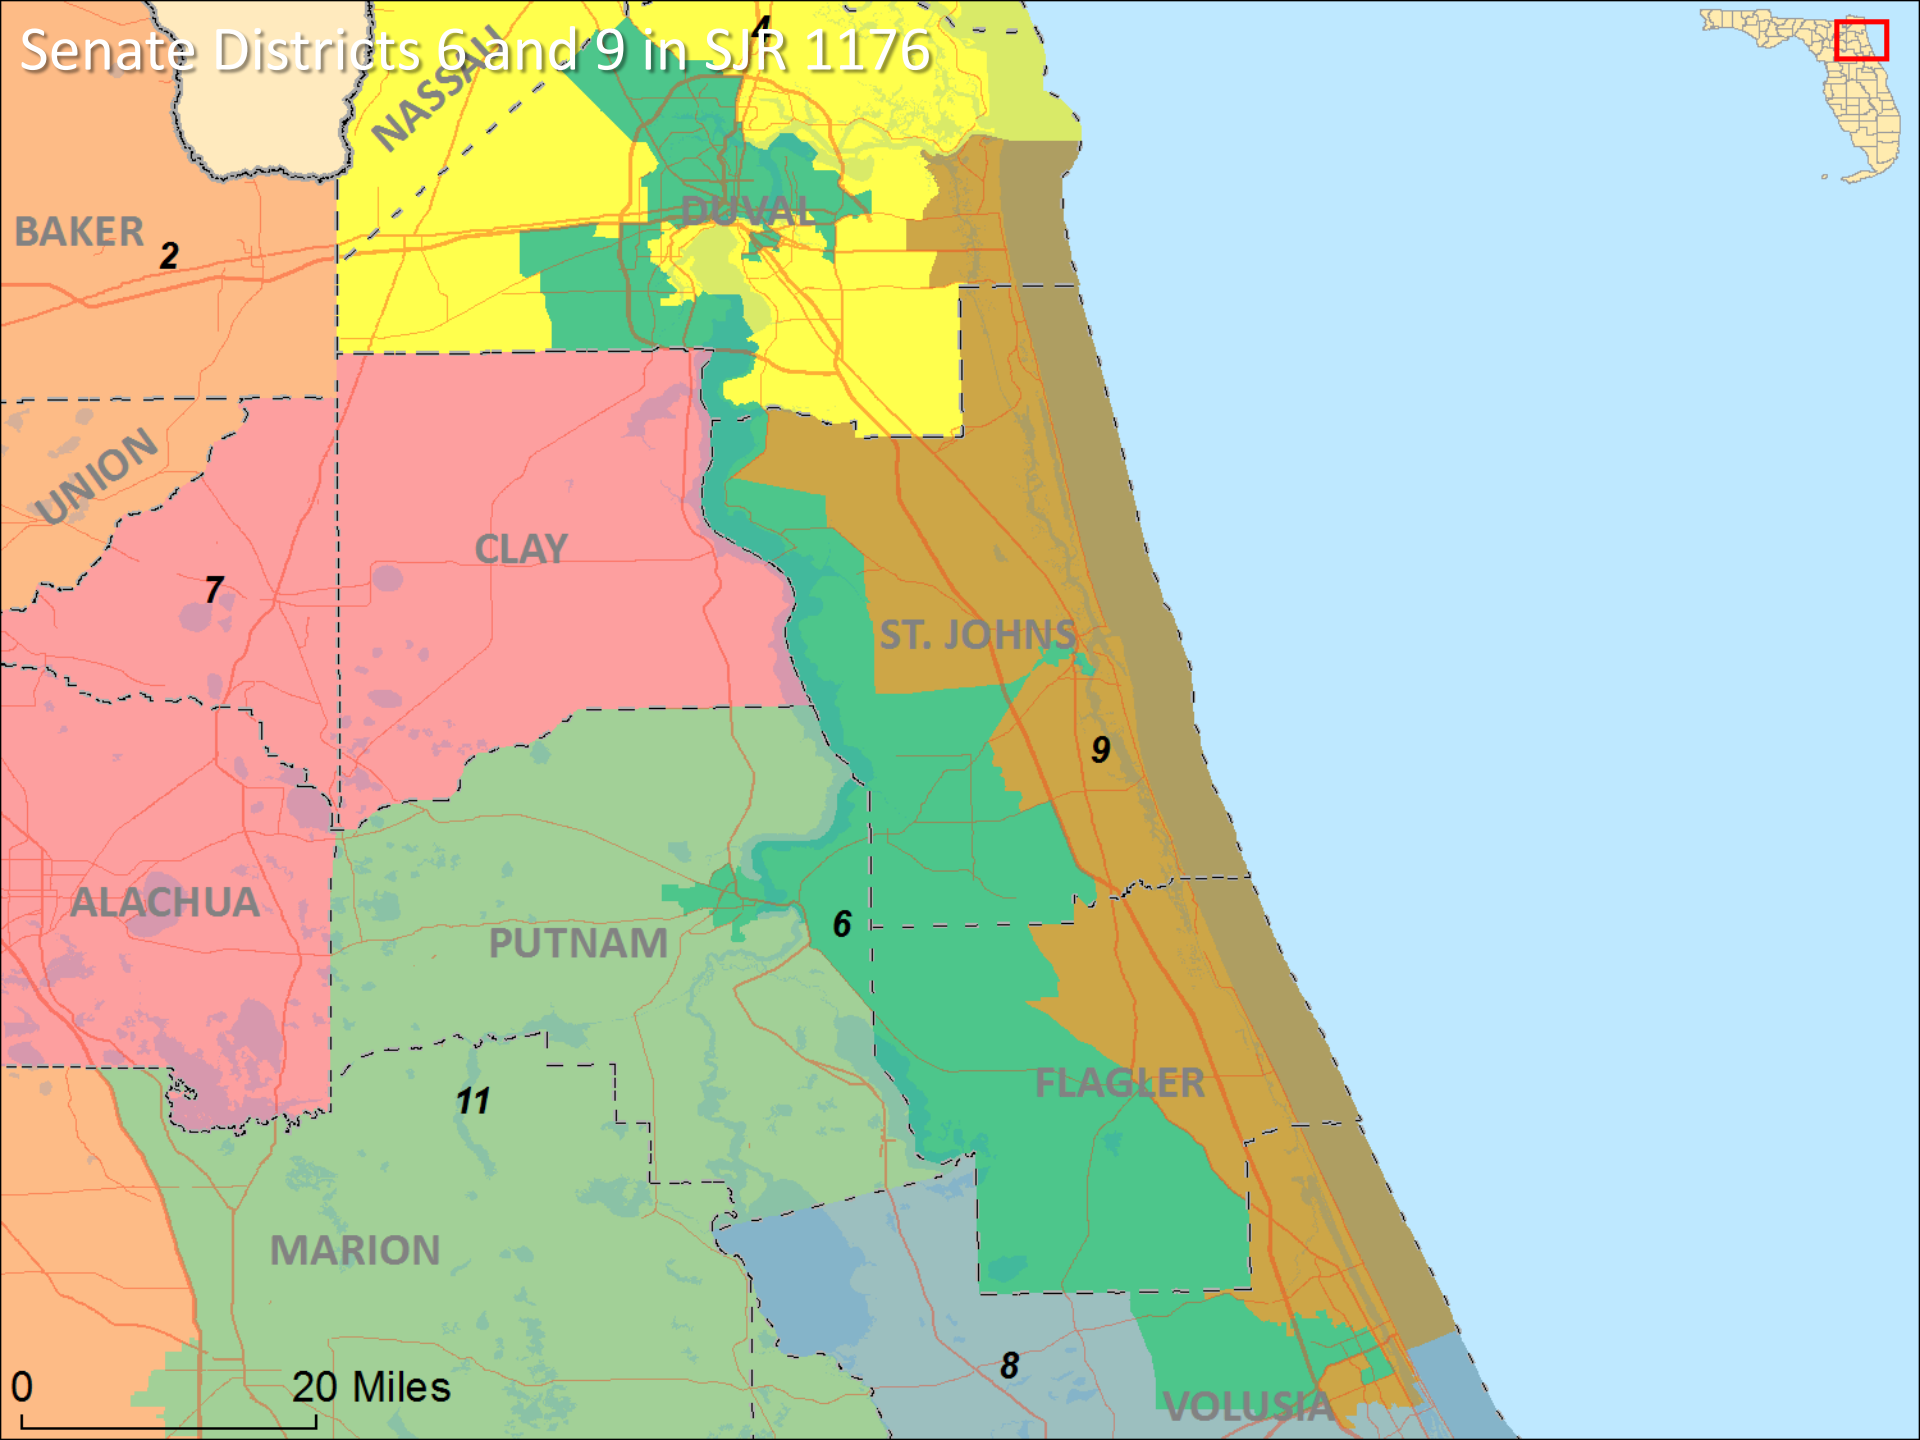 Senate Districts 6 and 9 in SJR 1176
4
NASSAU
DUVAL
BAKER
2
UNION
CLAY
7
ST. JOHNS
9
ALACHUA
PUTNAM
6
FLAGLER
11
MARION
8
VOLUSIA
0 20 Miles